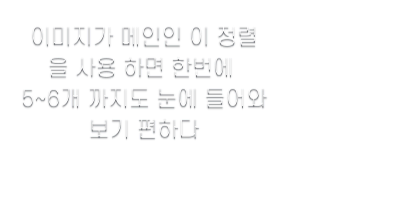 이미지가 메인인 이 정렬
을 사용 하면 한번에
5~6개 까지도 눈에 들어와
보기 편하다